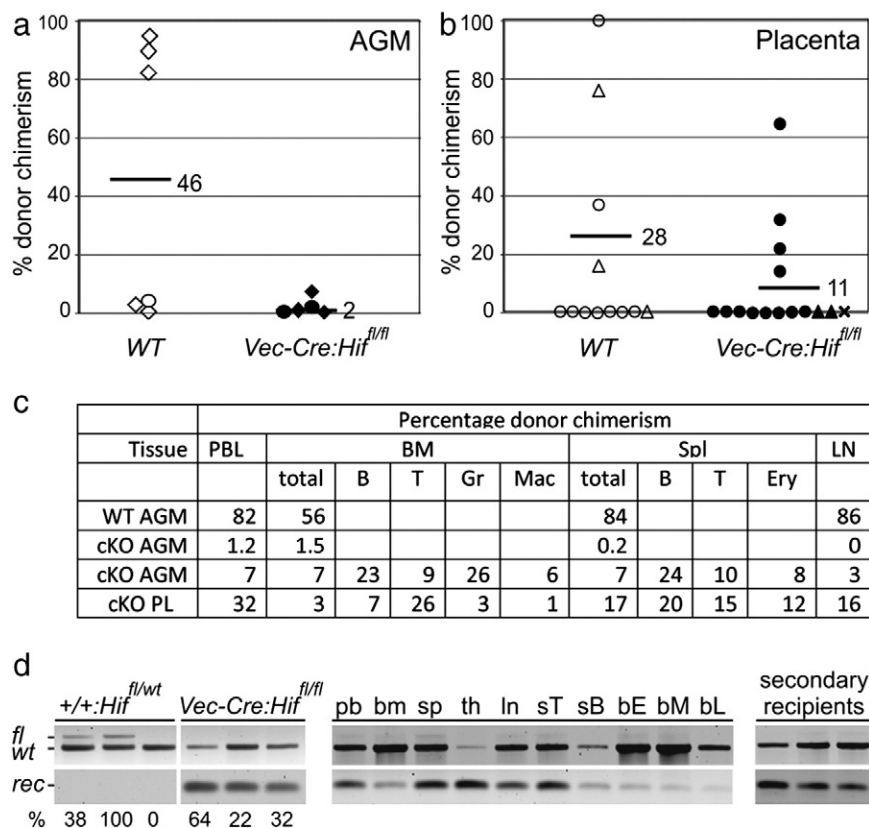 a
100
80
60
40
20
0
% donor chimerism
AGM
46
2
WT
Vec-Cre:Hif fl/fl
b
100
80
60
40
20
0
% donor chimerism
Placenta
28
11
WT
Vec-Cre:Hif fl/fl
c
Percentage donor chimerism
Tissue PBL BM Spl LN
total B T Gr Mac total B T Ery
WT AGM 82 56 84 86
cKO AGM 1.2 1.5 0.2 0
cKO AGM 7 7 23 9 26 6 7 24 10 8 3
cKO PL 32 3 7 26 3 1 17 20 15 12 16
d
+/+:Hif fl/wt Vec-Cre:Hif fl/fl pb bm sp th ln sT sB bE bM bL secondary recipients
fl
wt
rec
% 38 100 0 64 22 32